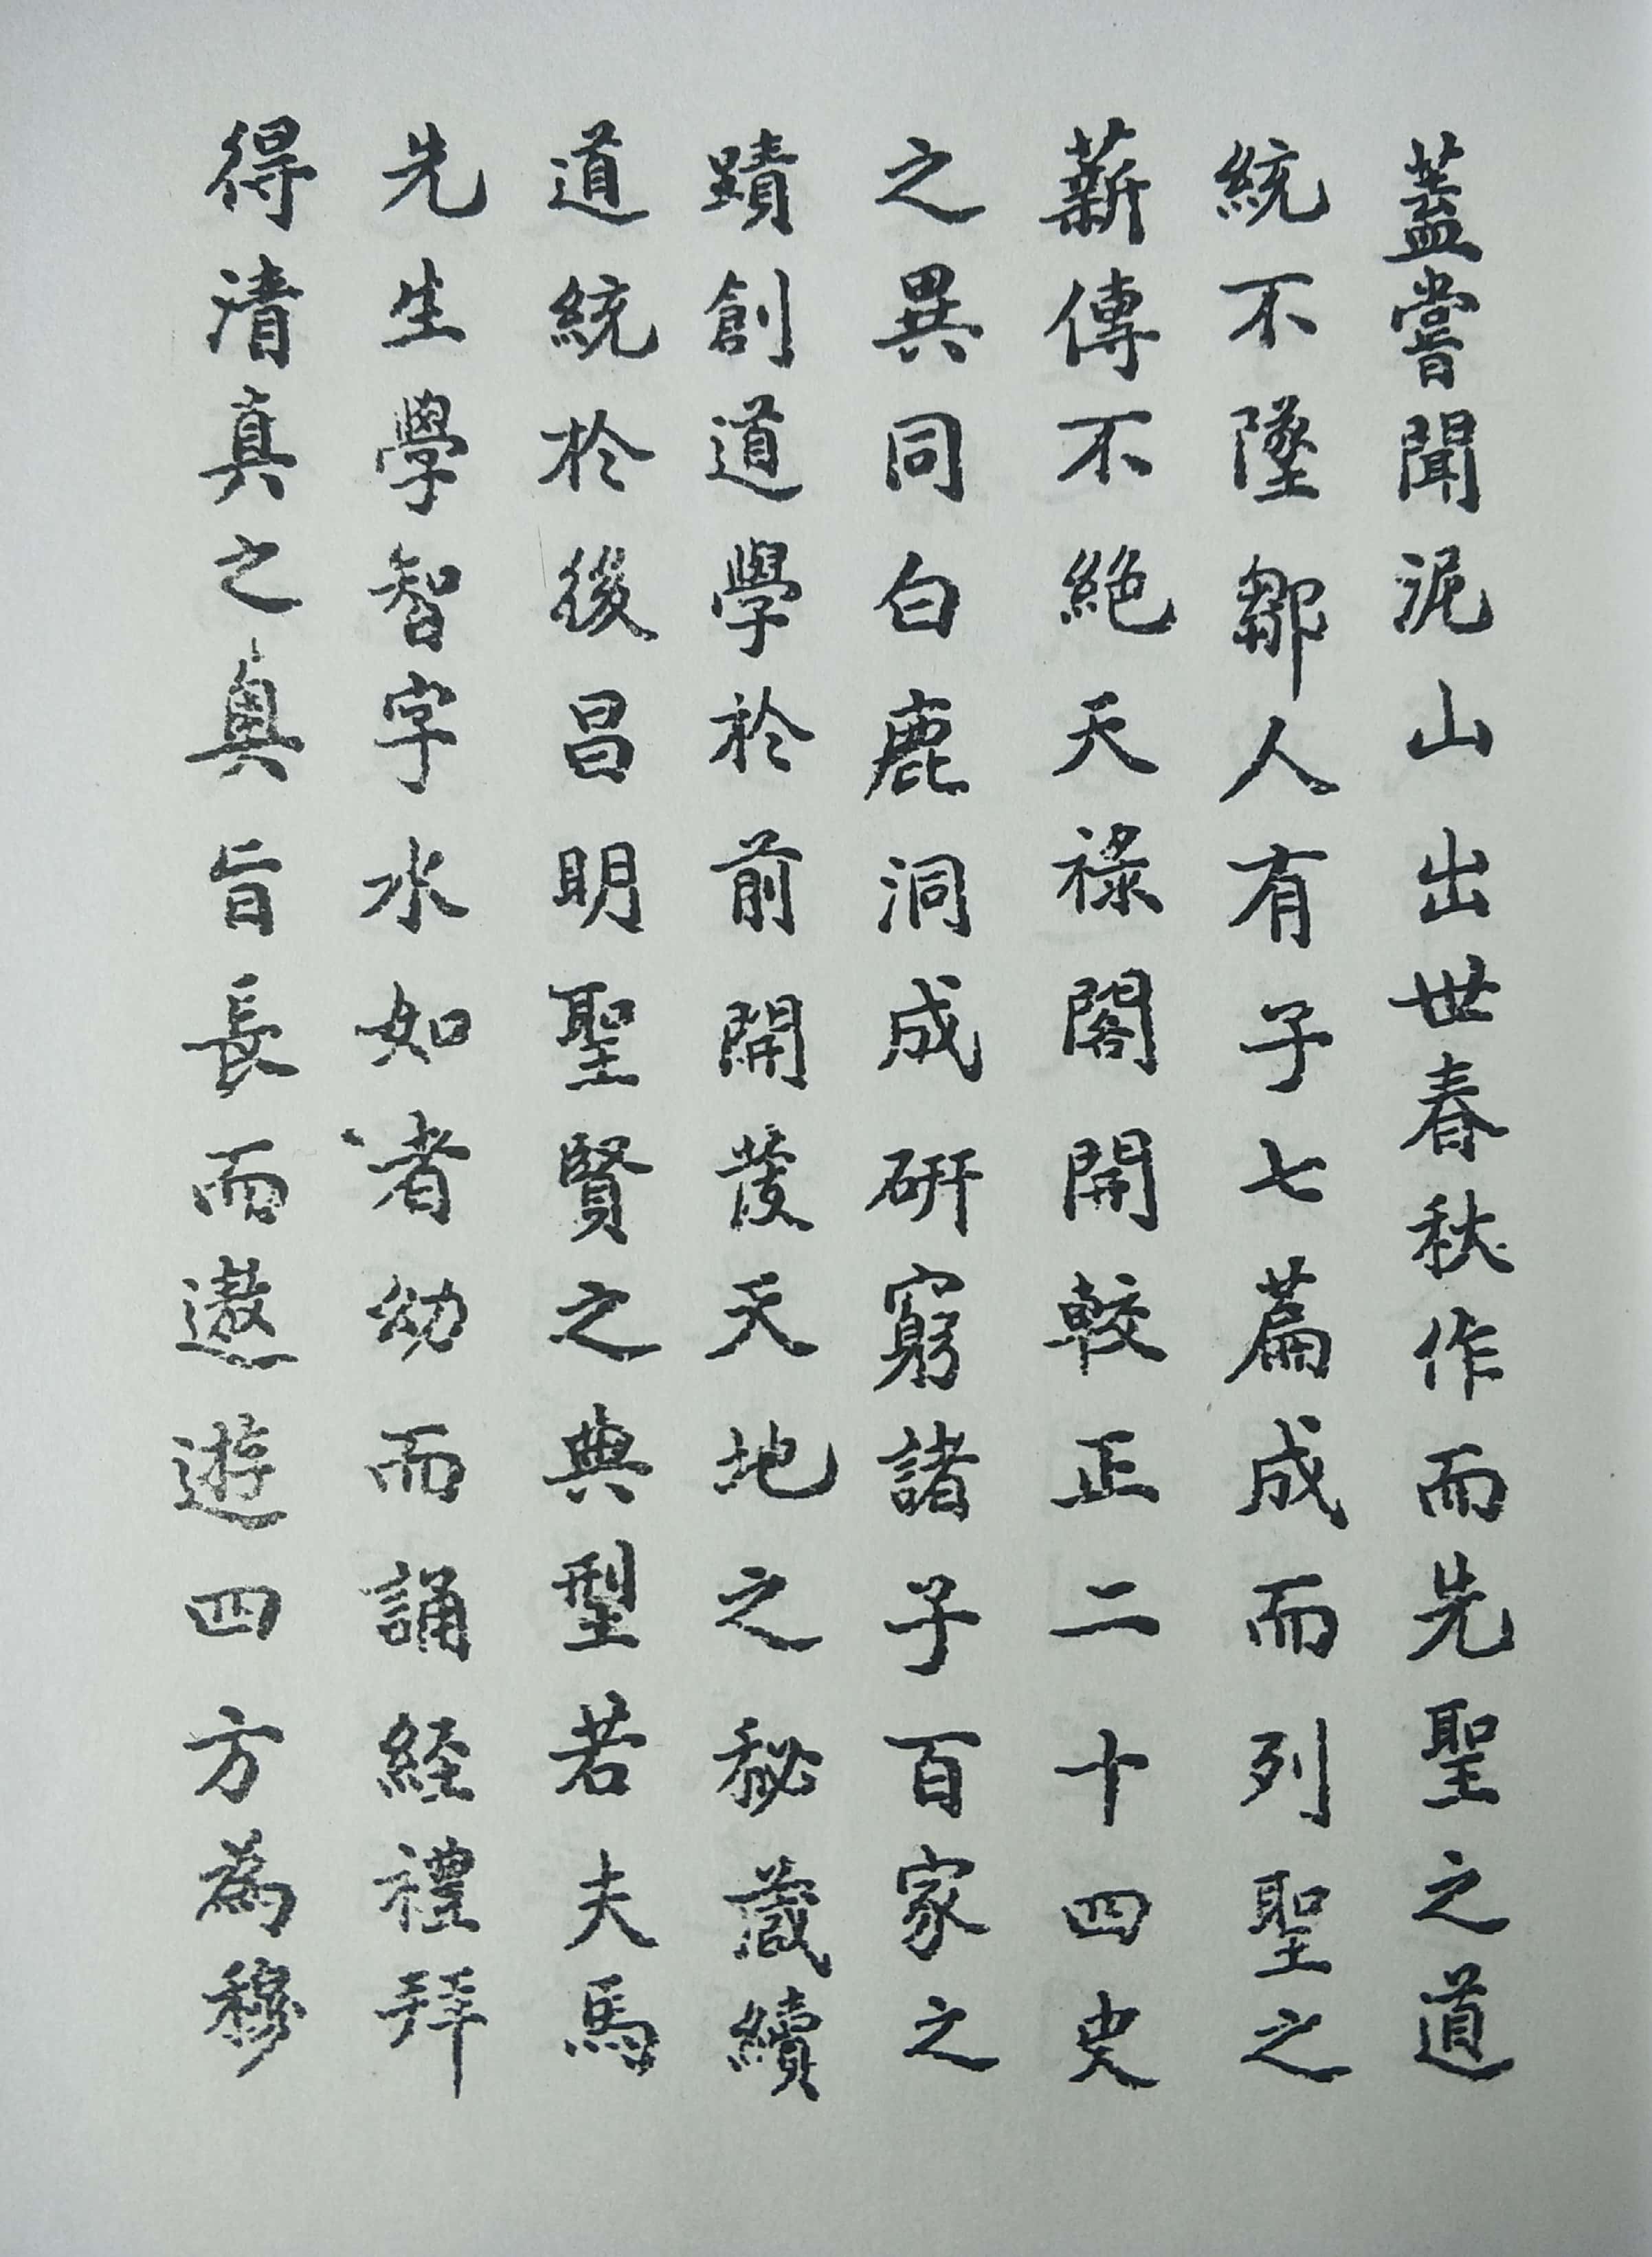 蓋嘗聞泥山出世春秋作而先聖之道
統不墜鄒人有子七篇成而列聖之
薪傳不絕天祿閣開較正二十四史
之異同白鹿洞成研窮諸子百家之
蹟創道學於前開發天地之秘藏續
道統於後昌明聖賢之典型若夫馬
先生學智字水如者幼而誦経禮拜
得清真之奧旨長而遨遊四方為穆